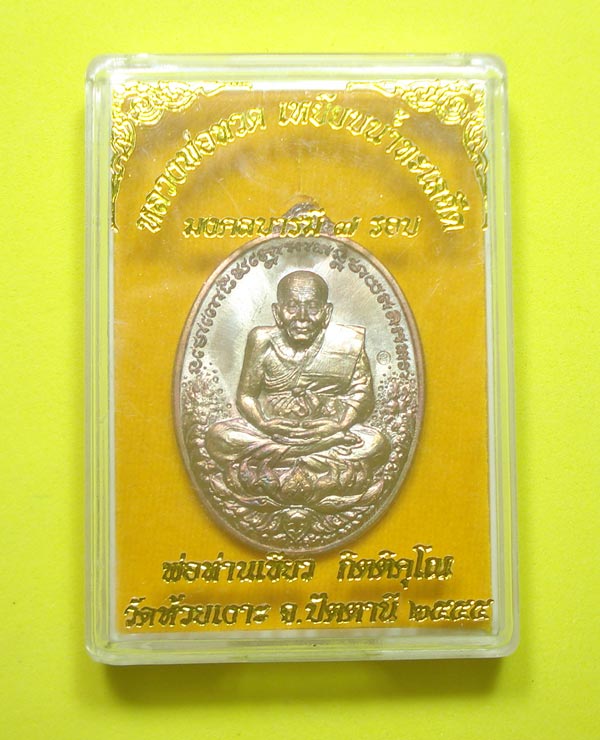 หลวงพ่อทวด เหยียบน้ำทะเลจืด
มงคลบารมี ๗ รอบ
พ่อท่านเขียว กิตติคุโณ
วัดห้วยเงาะ จ.ปัตตานี ๒๕๕๕